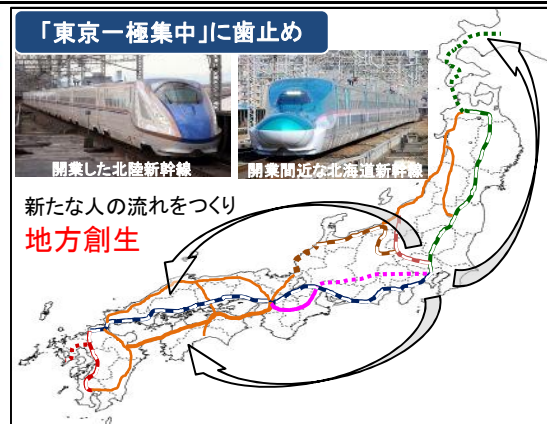 「東京一極集中」に歯止め
開業した北陸新幹線
開業間近な北海道新幹線
新たな人の流れをつくり
地方創生